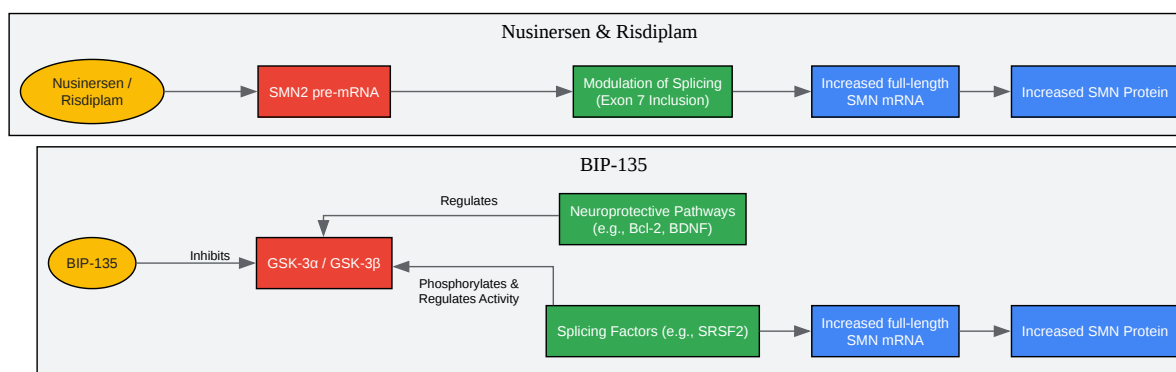 Nusinersen & Risdiplam
Nusinersen /
Risdiplam
SMN2 pre-mRNA
Modulation of Splicing
(Exon 7 Inclusion)
Increased full-length
SMN mRNA
Increased SMN Protein
BIP-135
Regulates
Neuroprotective Pathways
(e.g., Bcl-2, BDNF)
BIP-135
Inhibits
GSK-3α / GSK-3β
Phosphorylates &
Regulates Activity
Splicing Factors (e.g., SRSF2)
Increased full-length
SMN mRNA
Increased SMN Protein